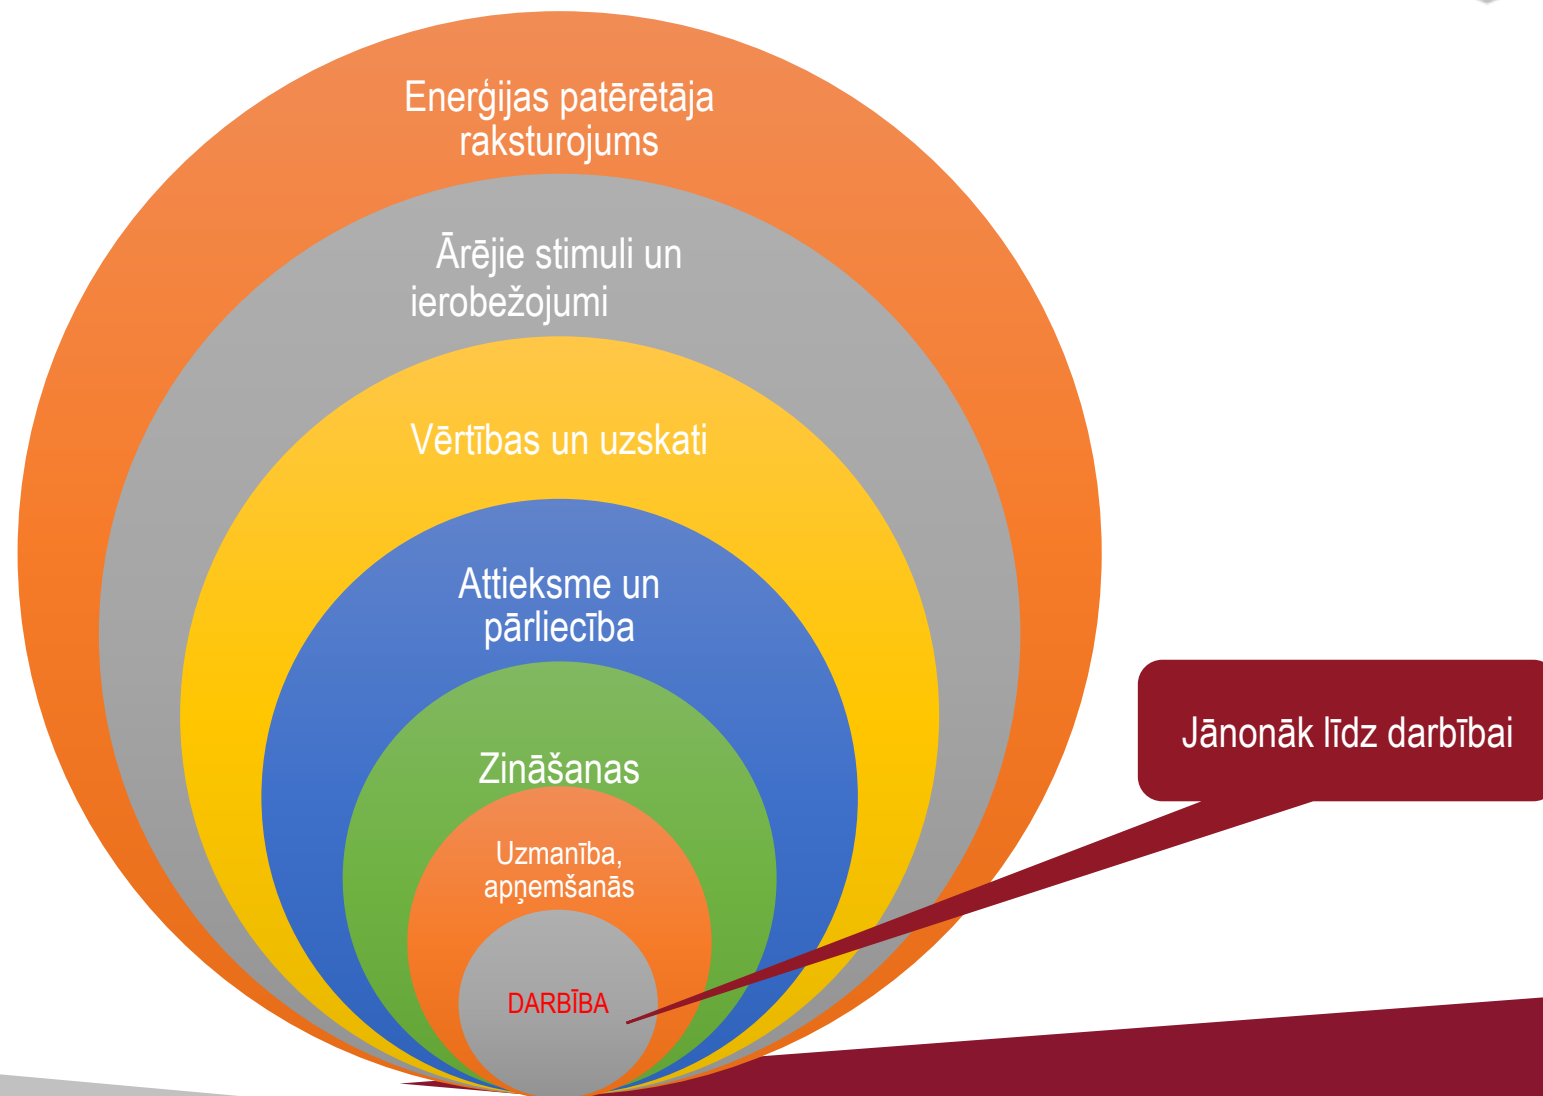 Enerģijas patērētāja
raksturojums
Ārējie stimuli un
ierobežojumi
Vērtības un uzskati
Attieksme un
pārliecība
Zināšanas
Uzmanība,
apņemšanās
DARBĪBA
Jānonāk līdz darbībai